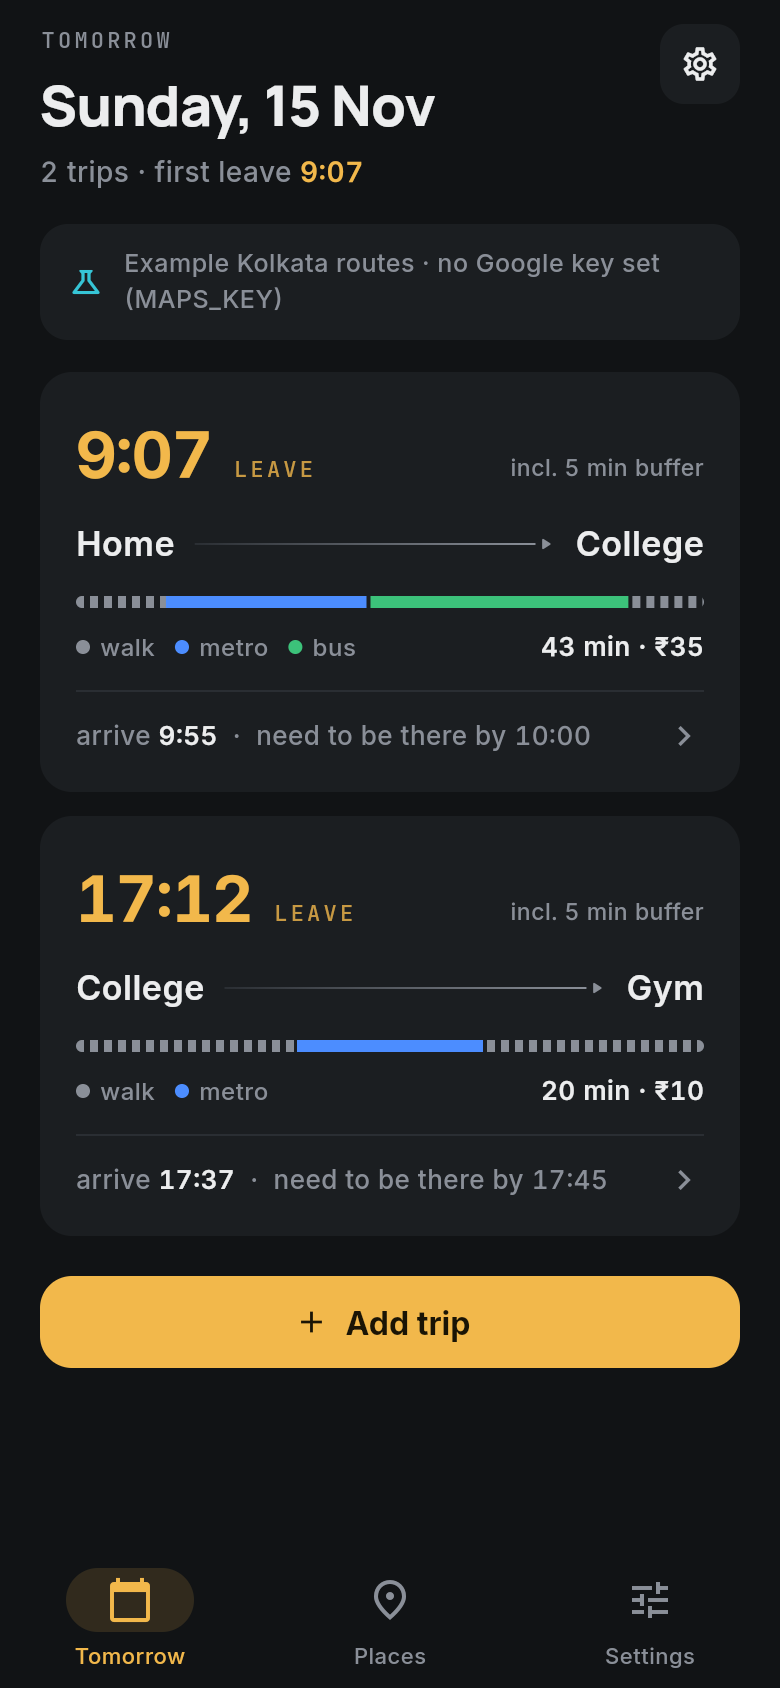 TOMORROW
Sunday, 15 Nov
2 trips · first leave 9:07
Example Kolkata routes · no Google key set
(MAPS_KEY)
9:07 LEAVE incl. 5 min buffer
Home College
walk metro bus 43 min · ₹35
arrive 9:55 · need to be there by 10:00
17:12 LEAVE incl. 5 min buffer
College Gym
walk metro 20 min · ₹10
arrive 17:37 · need to be there by 17:45
+ Add trip
Tomorrow Places Settings